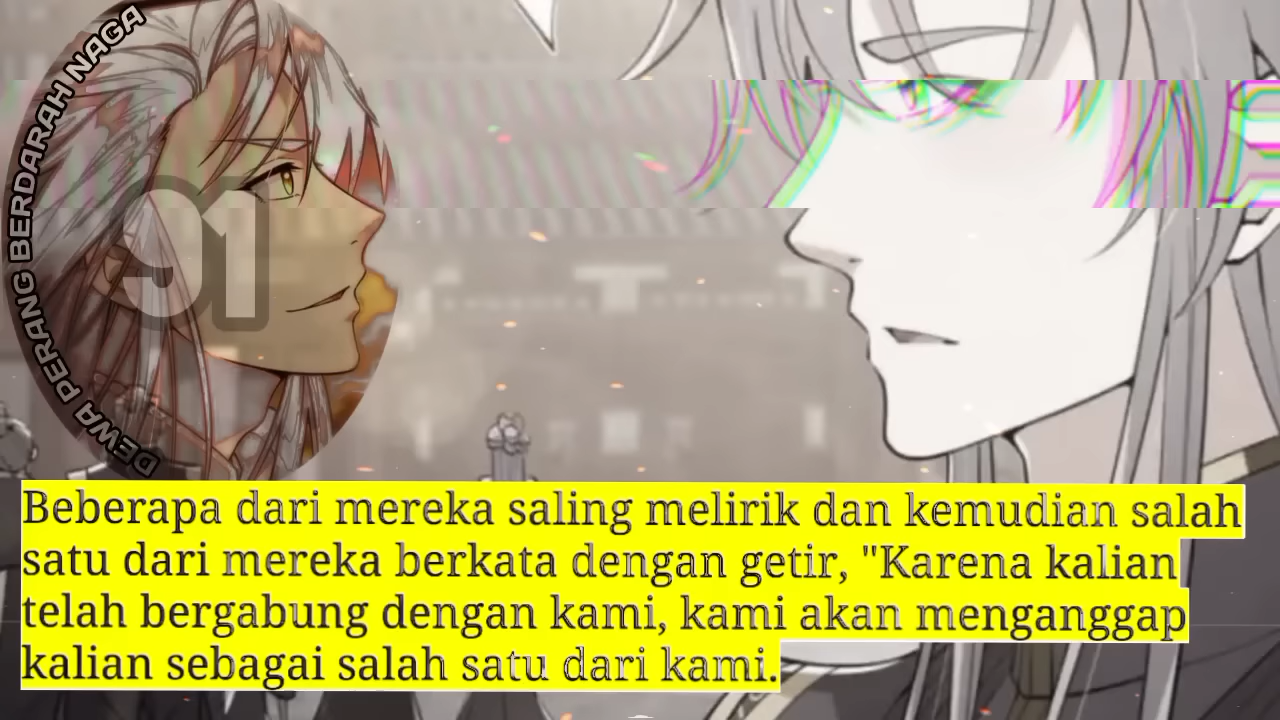 DEWA PERANG BERDARAH NAGA
91
Beberapa dari mereka saling melirik dan kemudian salah
satu dari mereka berkata dengan getir, "Karena kalian
telah bergabung dengan kami, kami akan menganggap
kalian sebagai salah satu dari kami.